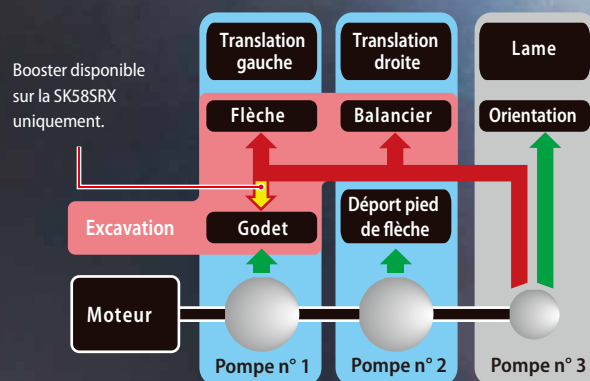 Translation
gauche
Translation
droite
Lame
Booster disponible
sur la SK58SRX
uniquement.
Flèche
Balancier
Orientation
Excavation
Godet
Déport pied
de flèche
Moteur
Pompe n° 1
Pompe n° 2
Pompe n° 3